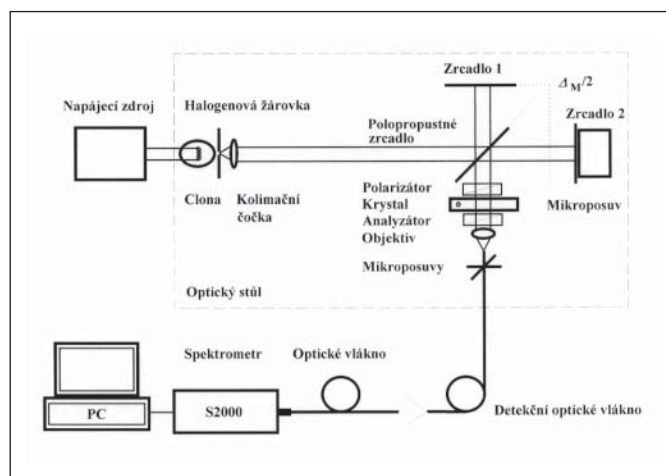 Zrcadlo 1
Δ_M/2
Napájecí zdroj
Halogenová žárovka
Zrcadlo 2
Polopropustné
zrcadlo
Polarizátor
Krystal
Analyzátor
Objektiv
Clona
Kolimační
čočka
Mikroposuv
Mikroposuvy
Optický stůl
Spektrometr
Optické vlákno
PC
S2000
Detekční optické vlákno